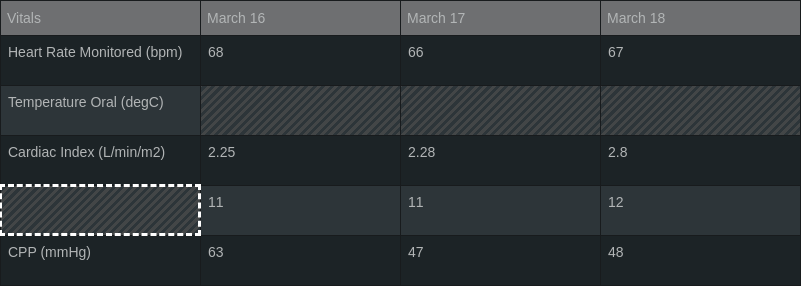 Vitals March 16 March 17 March 18
Heart Rate Monitored (bpm) 68 66 67
Temperature Oral (degC)
Cardiac Index (L/min/m2) 2.25 2.28 2.8
11 11 12
CPP (mmHg) 63 47 48